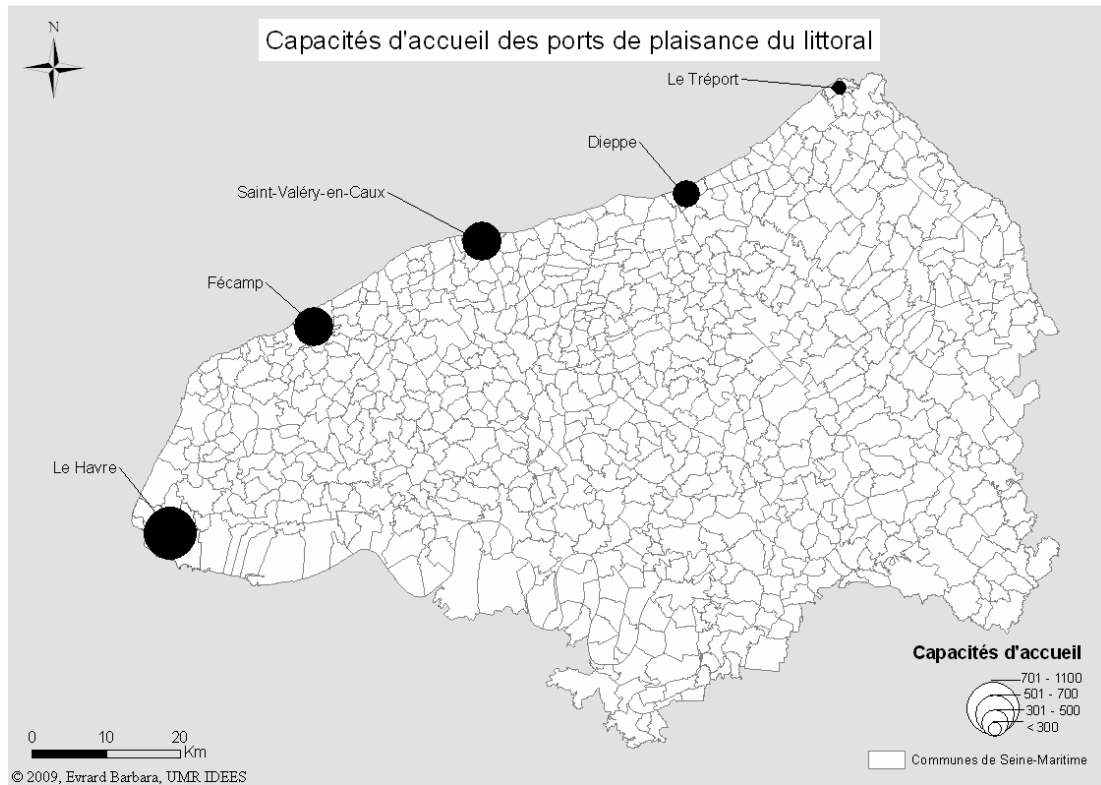 Capacités d'accueil des ports de plaisance du littoral
N
Le Tréport
Dieppe
Saint-Valéry-en-Caux
Fécamp
Le Havre
Capacités d'accueil
701 - 1100
501 - 700
301 - 500
< 300
Communes de Seine-Maritime
0 10 20
Km
© 2009, Evrard Barbara, UMR IDEES